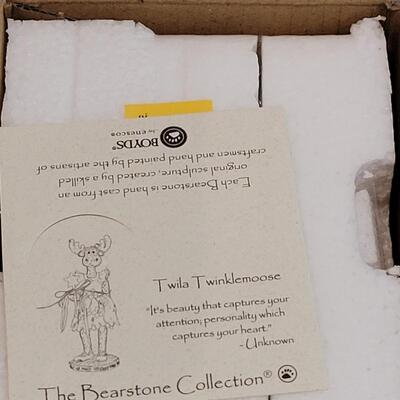 BOYDS®
by ENESCO®
Each Bearstone is hand cast from an
original sculpture, created by a skilled
craftsmen and hand painted by the artisans of
Twila Twinklemoose
"It's beauty that captures your
attention; personality which
captures your heart."
- Unknown
The Bearstone Collection®